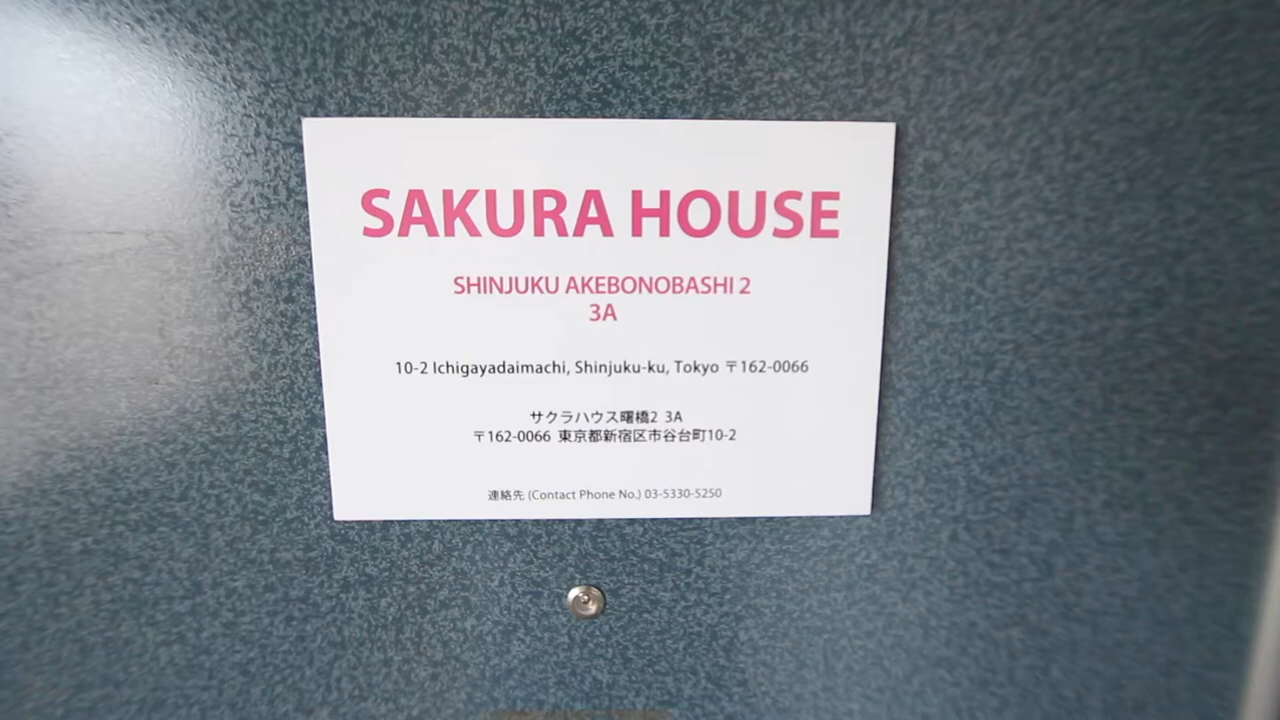 SAKURA HOUSE
SHINJUKU AKEBONOBASHI 2
3A
10-2 Ichigayadaimachi, Shinjuku-ku, Tokyo 〒162-0066
サクラハウス曙橋2 3A
〒162-0066 東京都新宿区市谷台町10-2
連絡先 (Contact Phone No.) 03-5330-5250